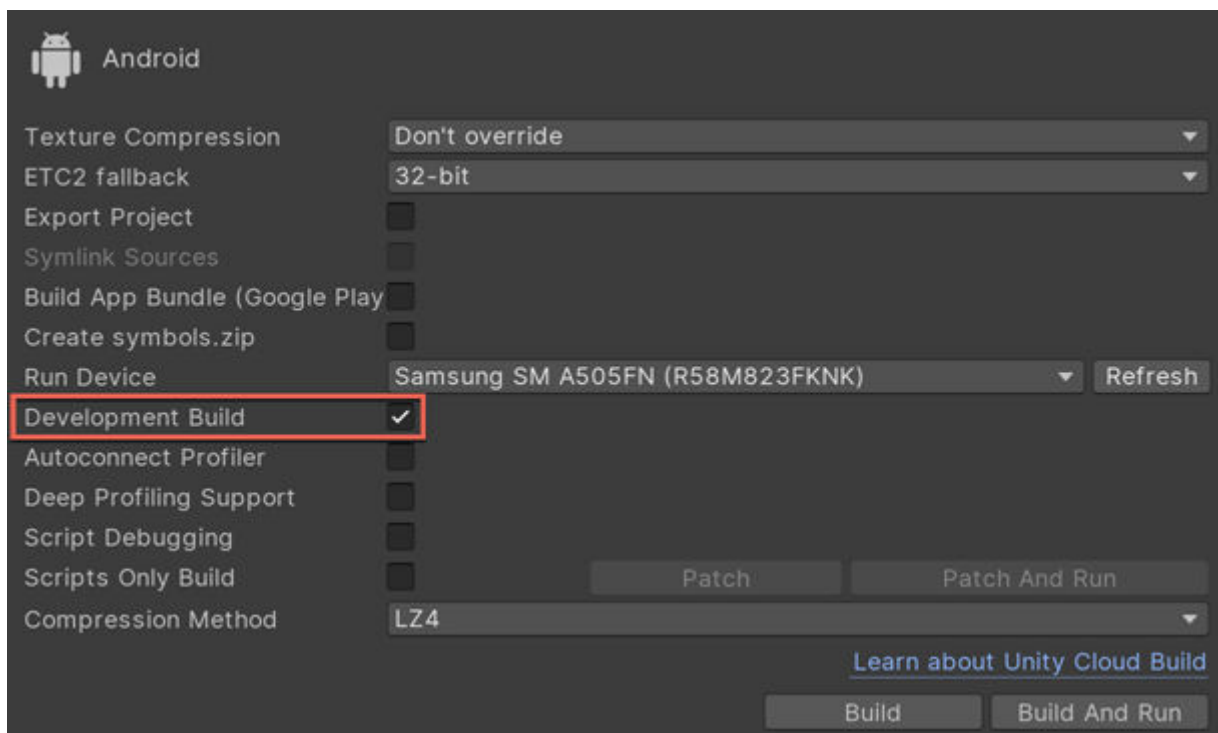 Android
Texture Compression Don't override
ETC2 fallback 32-bit
Export Project
Symlink Sources
Build App Bundle (Google Play
Create symbols.zip
Run Device Samsung SM A505FN (R58M823FKNK) Refresh
Development Build
Autoconnect Profiler
Deep Profiling Support
Script Debugging
Scripts Only Build Patch Patch And Run
Compression Method LZ4
Learn about Unity Cloud Build
Build Build And Run